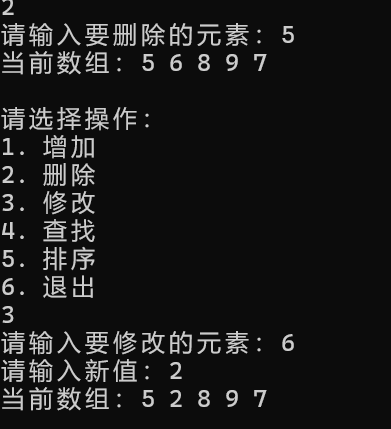 2
请输入要删除的元素: 5
当前数组: 5 6 8 9 7
请选择操作:
1. 增加
2. 删除
3. 修改
4. 查找
5. 排序
6. 退出
3
请输入要修改的元素: 6
请输入新值: 2
当前数组: 5 2 8 9 7